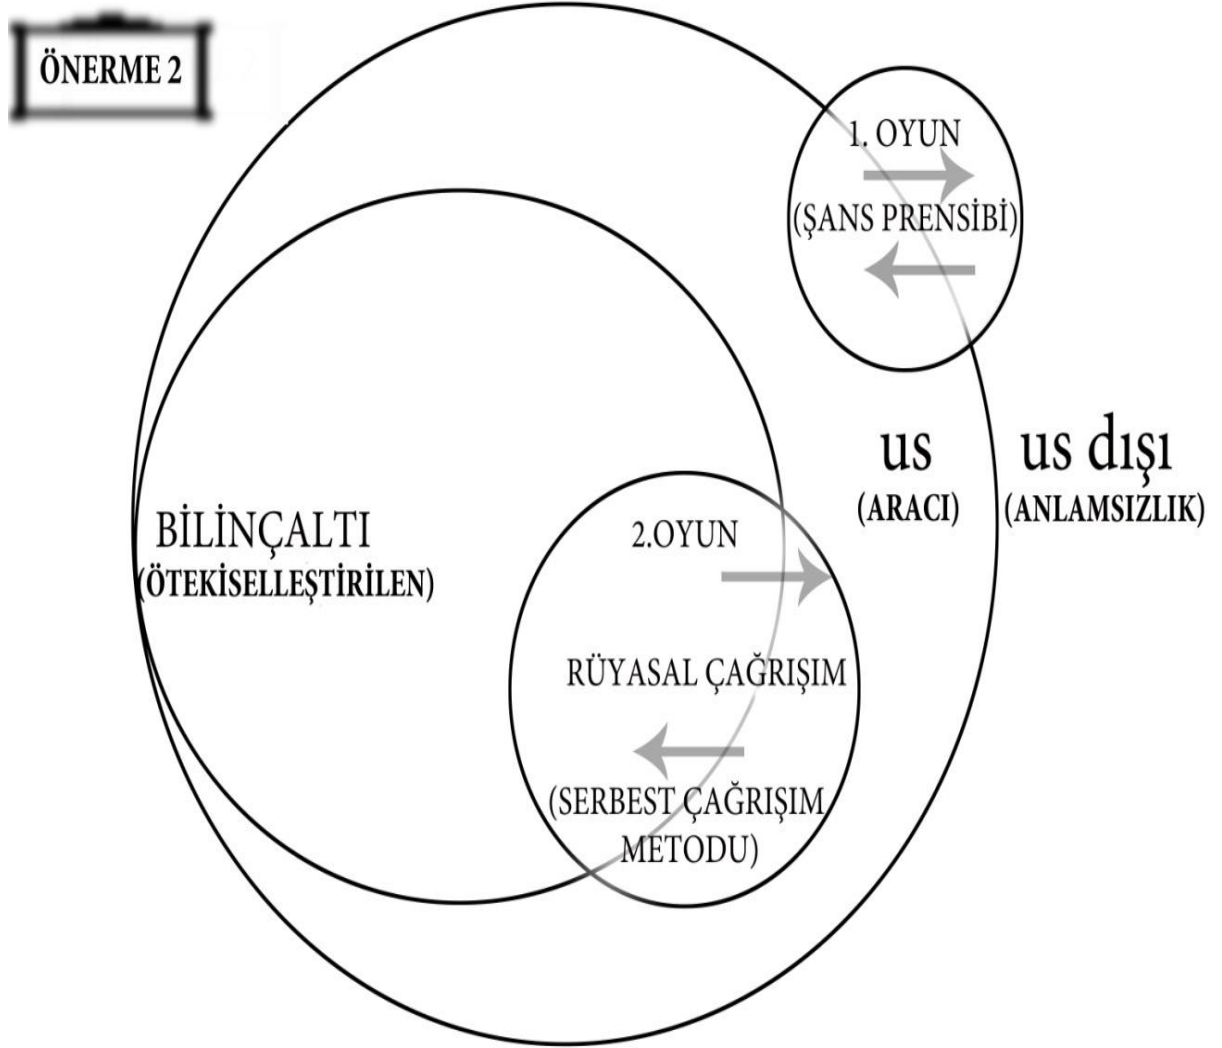 ÖNERME 2
1. OYUN
(ŞANS PRENSİBİ)
us
(ARACI)
us dışı
(ANLAMSIZLIK)
BİLİNÇALTI
(ÖTEKİSELLEŞTİRİLEN)
2.OYUN
RÜYASAL ÇAĞRIŞIM
(SERBEST ÇAĞRIŞIM
METODU)